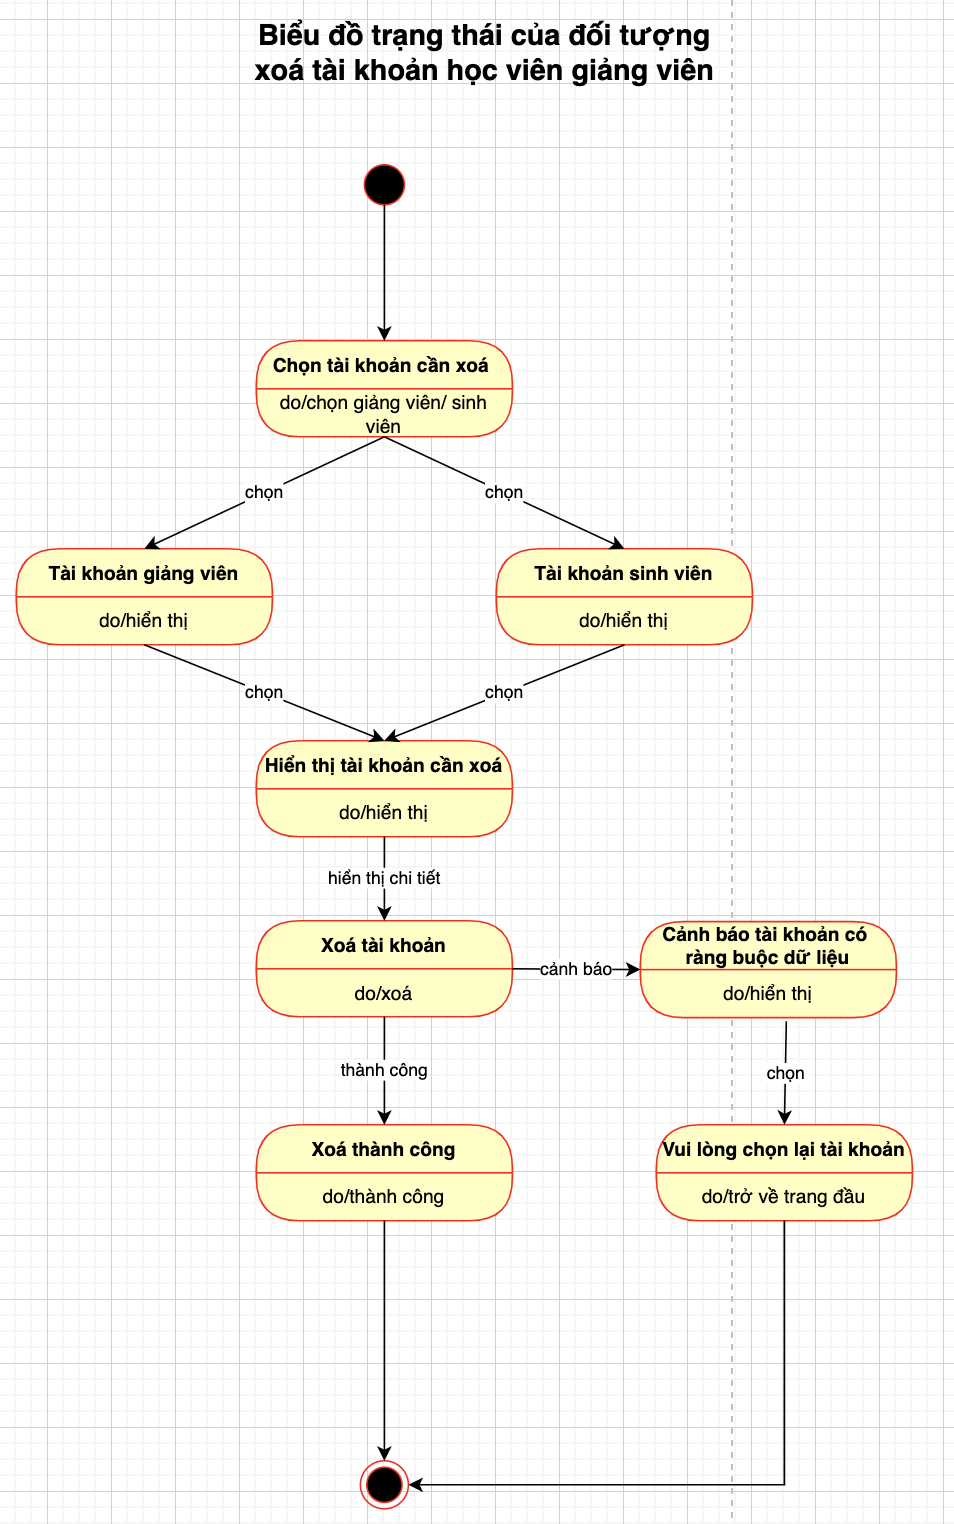 Biểu đồ trạng thái của đối tượng
xoá tài khoản học viên giảng viên
Chọn tài khoản cần xoá
do/chọn giảng viên/ sinh
viên
chọn
chọn
Tài khoản giảng viên
do/hiển thị
Tài khoản sinh viên
do/hiển thị
chọn
chọn
Hiển thị tài khoản cần xoá
do/hiển thị
hiển thị chi tiết
Xoá tài khoản
do/xoá
cảnh báo
Cảnh báo tài khoản có
ràng buộc dữ liệu
do/hiển thị
thành công
chọn
Xoá thành công
do/thành công
Vui lòng chọn lại tài khoản
do/trở về trang đầu